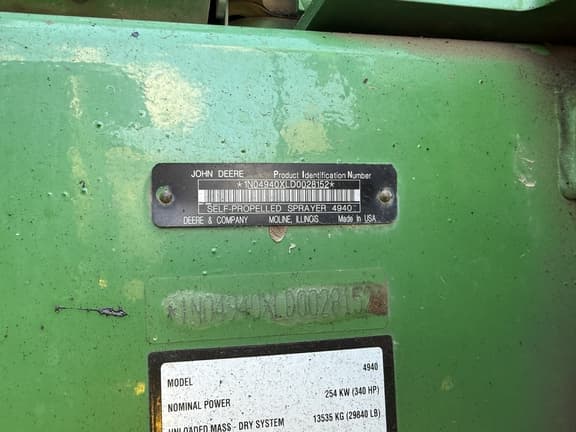 JOHN DEERE Product Identification Number
*1N04940XLD0028152*
SELF-PROPELLED SPRAYER 4940
DEERE & COMPANY MOLINE, ILLINOIS Made in USA
*1N04940XLD0028152
MODEL 4940
NOMINAL POWER 254 KW (340 HP)
UNLOADED MASS - DRY SYSTEM 13535 KG (29840 LB)